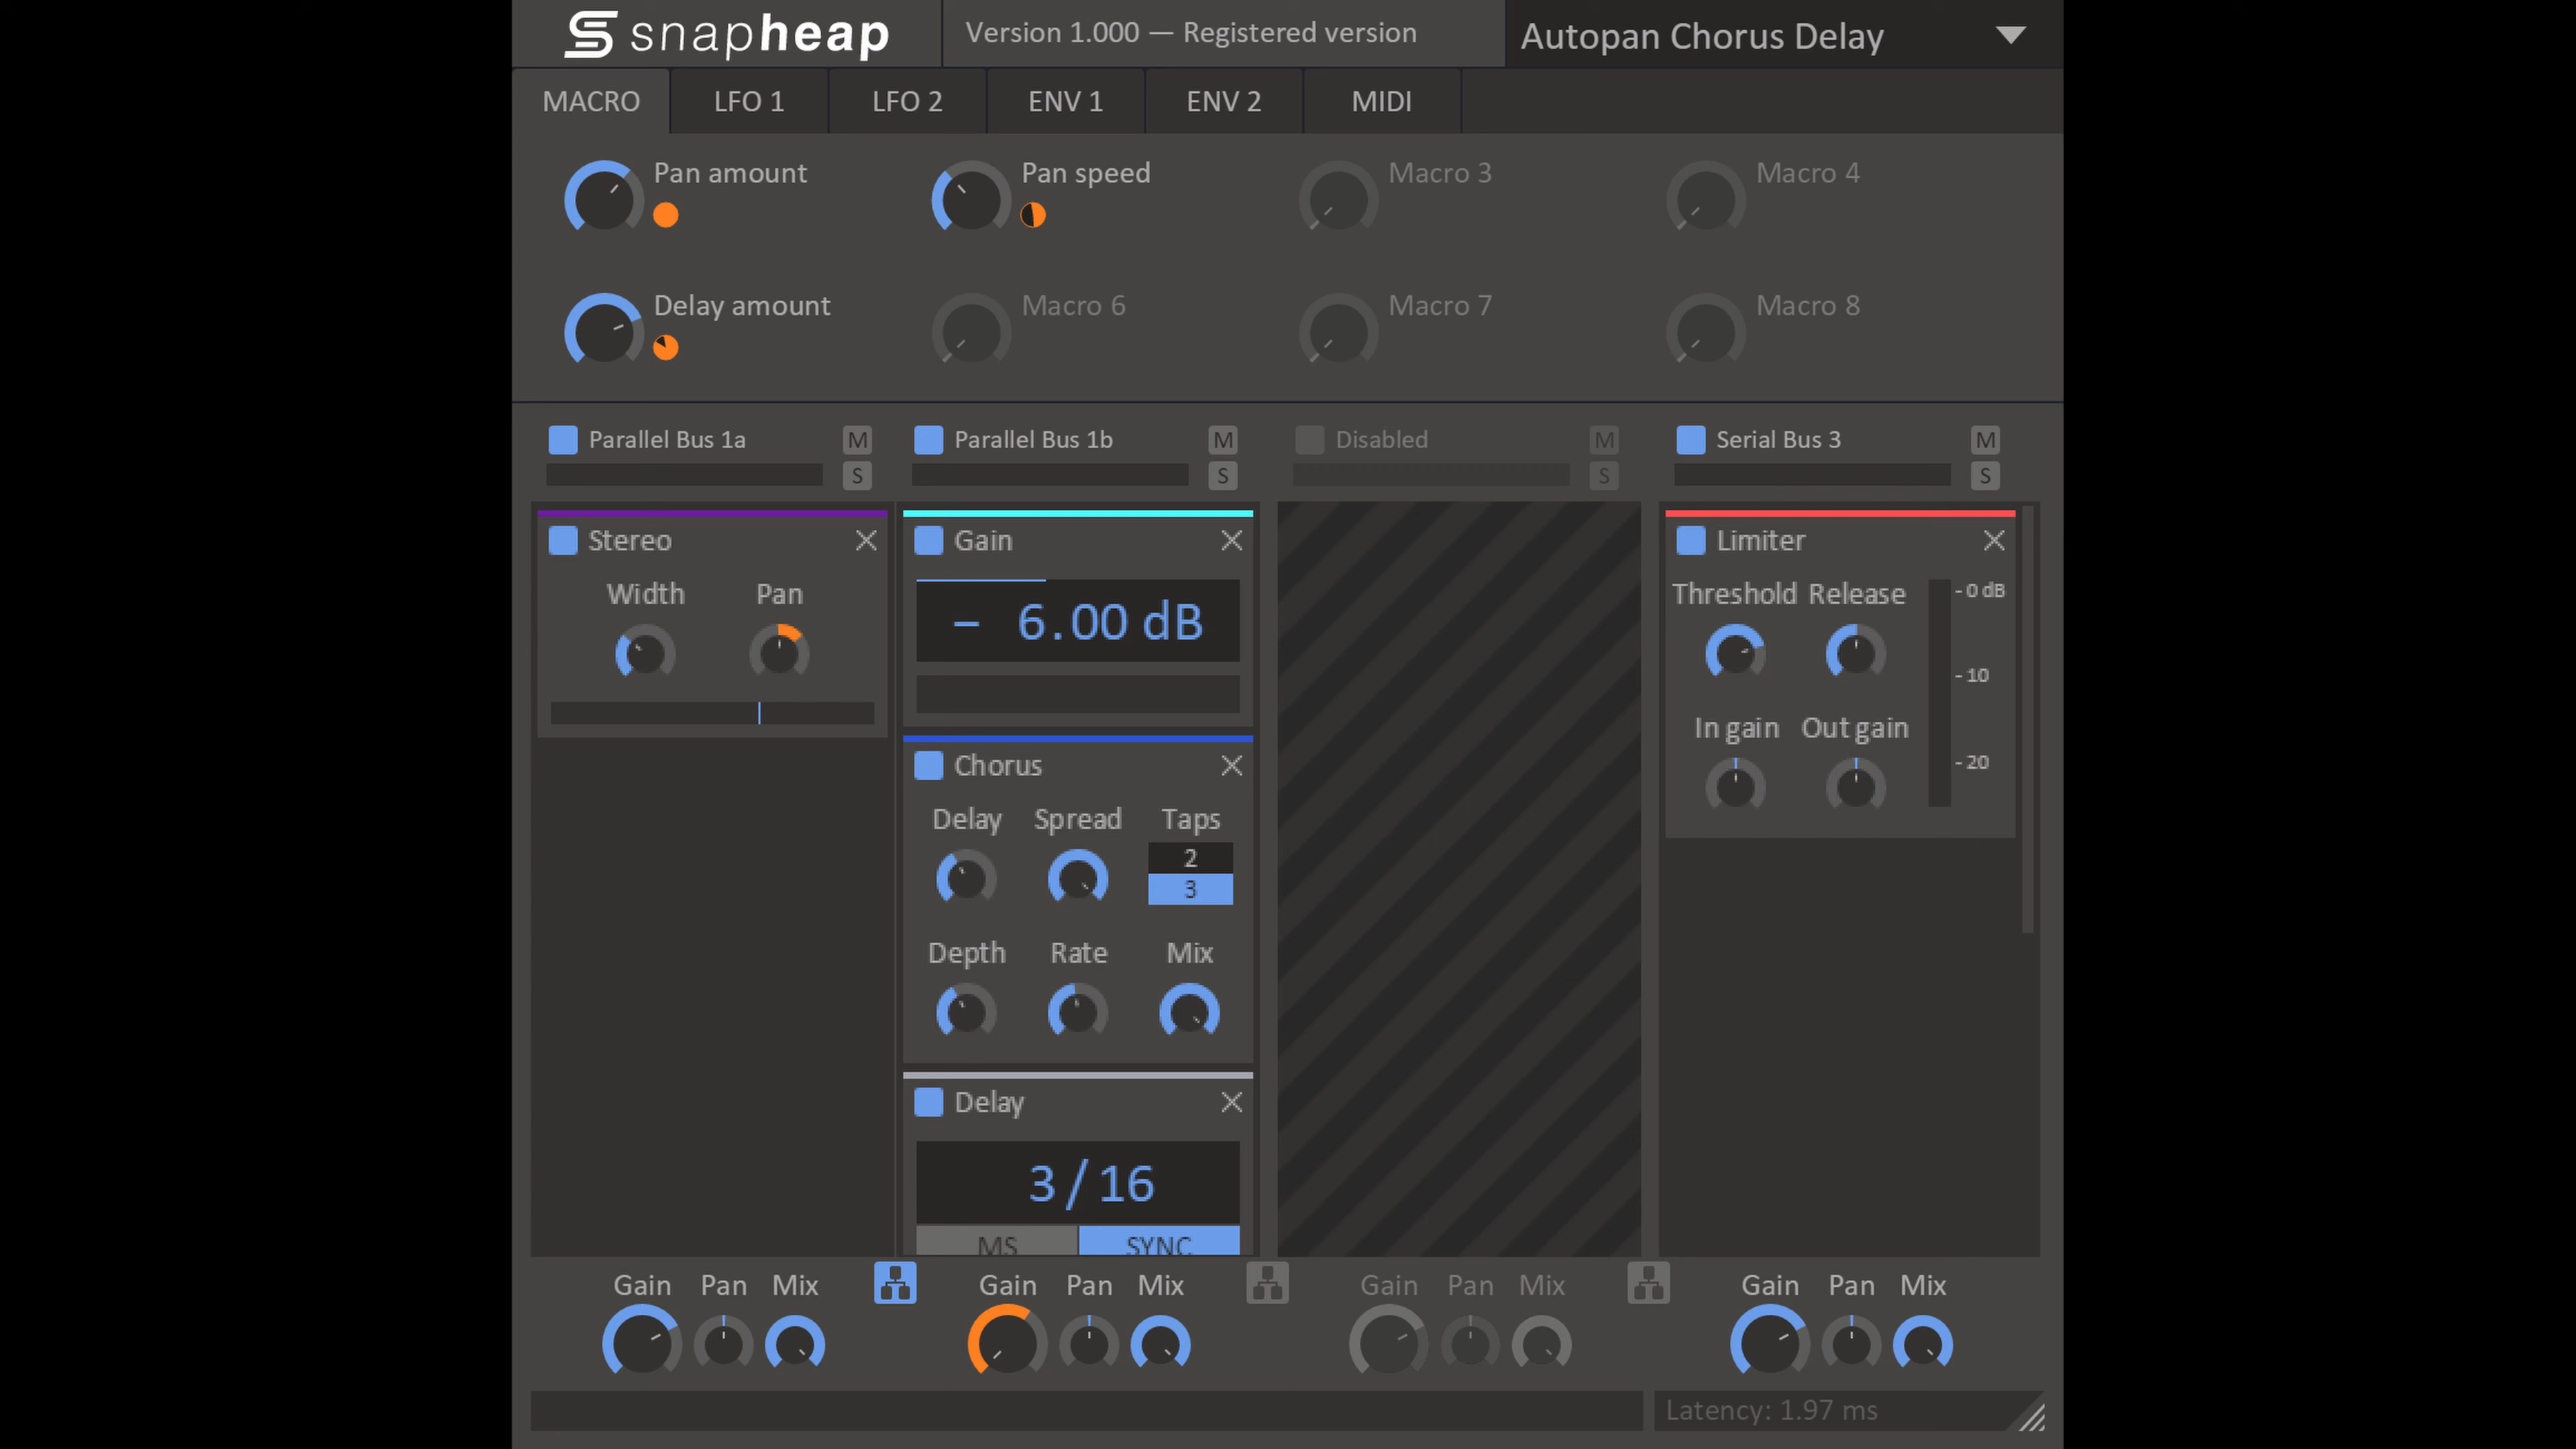 snapheap
Version 1.000 — Registered version
Autopan Chorus Delay
MACRO LFO 1 LFO 2 ENV 1 ENV 2 MIDI
Pan amount Pan speed Macro 3 Macro 4
Delay amount Macro 6 Macro 7 Macro 8
Parallel Bus 1a M Parallel Bus 1b M Disabled M Serial Bus 3 M
S S S S
Stereo
Width Pan
Gain
- 6.00 dB
Chorus
Delay Spread Taps
2
3
Depth Rate Mix
Delay
3/16
MS SYNC
Limiter
Threshold Release
-0 dB
-10
In gain Out gain
-20
Gain Pan Mix Gain Pan Mix Gain Pan Mix Gain Pan Mix
Latency: 1.97 ms